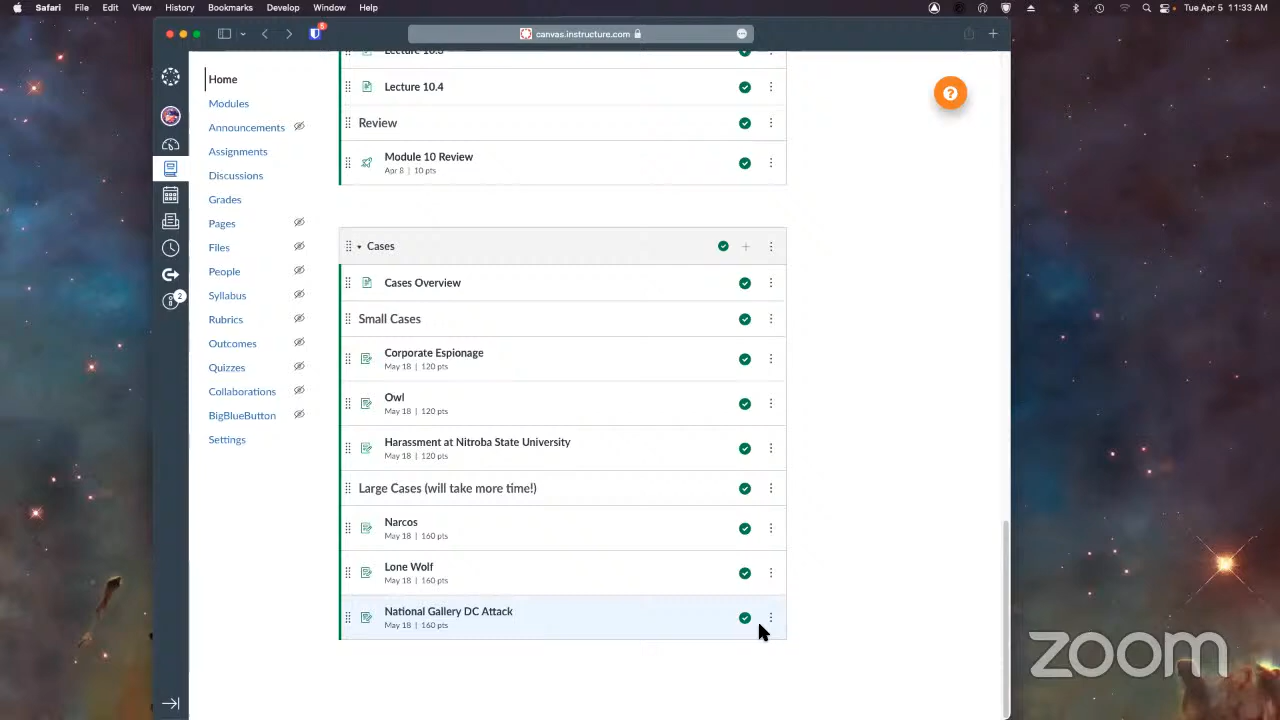 Safari File Edit View History Bookmarks Develop Window Help
Tue Apr 5 11:33 AM
canvas.instructure.com
Home
Modules
Announcements
Assignments
Discussions
Grades
Pages
Files
People
Syllabus
Rubrics
Outcomes
Quizzes
Collaborations
BigBlueButton
Settings
2
Lecture 10.3
Lecture 10.4
Review
Module 10 Review
Apr 8 | 10 pts
Cases
Cases Overview
Small Cases
Corporate Espionage
May 18 | 120 pts
Owl
May 18 | 120 pts
Harassment at Nitroba State University
May 18 | 120 pts
Large Cases (will take more time!)
Narcos
May 18 | 160 pts
Lone Wolf
May 18 | 160 pts
National Gallery DC Attack
May 18 | 160 pts
zoom